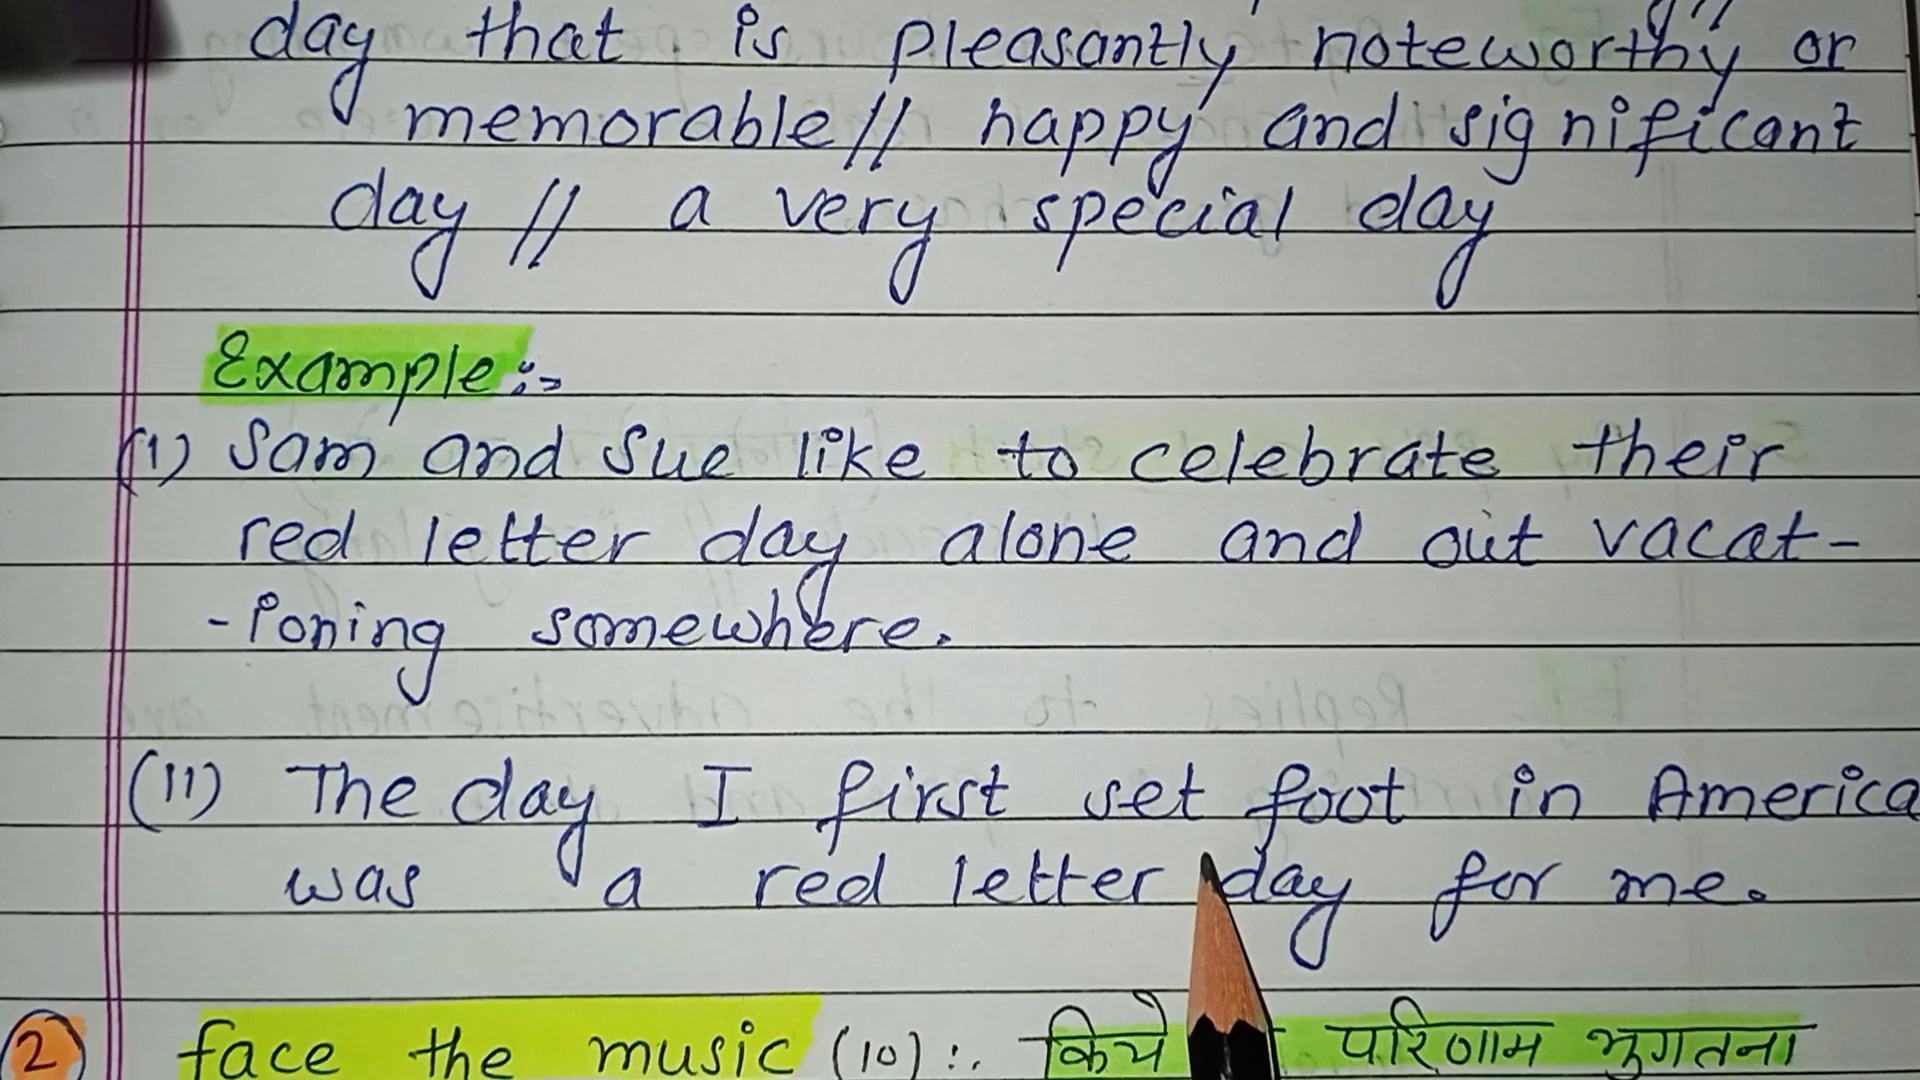 day that is pleasantly noteworthy or
memorable // happy and significant
day // a very special day
Example:-
(i) Sam and Sue like to celebrate their
red letter day alone and out vacat-
-ioning somewhere.
(ii) The day I first set foot in America
was a red letter day for me.
2 face the music (10):- किये परिणाम भुगतना